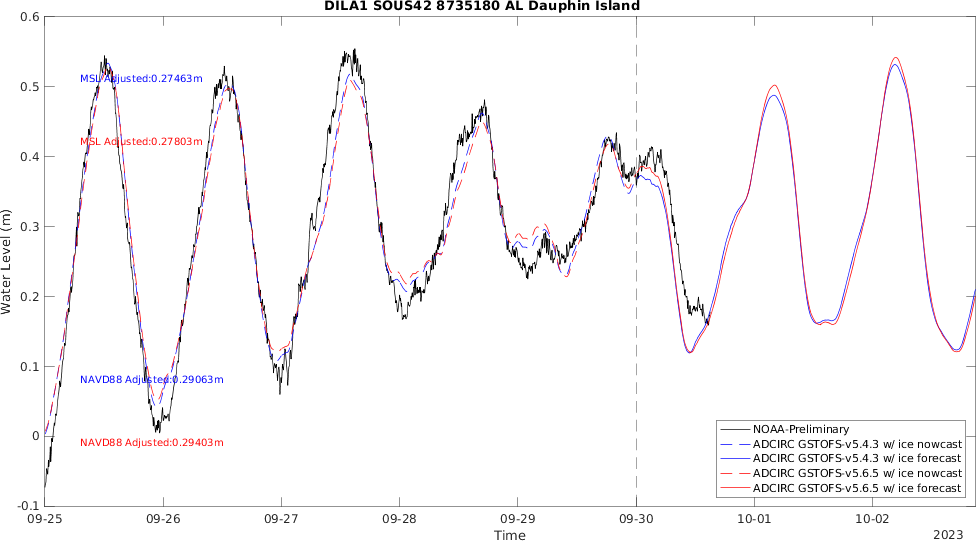 DILA1 SOUS42 8735180 AL Dauphin Island
Water Level (m)
0.6
0.5
0.4
0.3
0.2
0.1
0
-0.1
MSL Adjusted:0.27463m
MSL Adjusted:0.27803m
NAVD88 Adjusted:0.29063m
NAVD88 Adjusted:0.29403m
NOAA-Preliminary
ADCIRC GSTOFS-v5.4.3 w/ ice nowcast
ADCIRC GSTOFS-v5.4.3 w/ ice forecast
ADCIRC GSTOFS-v5.6.5 w/ ice nowcast
ADCIRC GSTOFS-v5.6.5 w/ ice forecast
09-25 09-26 09-27 09-28 09-29 09-30 10-01 10-02
Time
2023